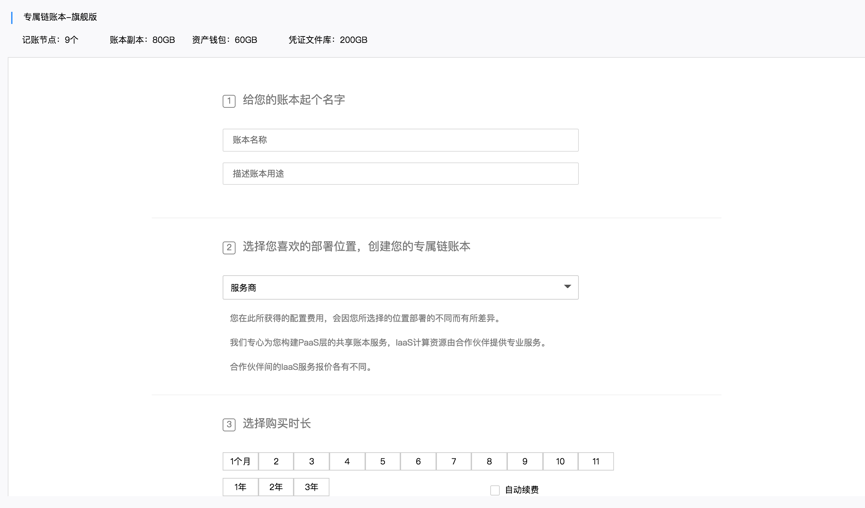 专属链账本-旗舰版
记账节点：9个 账本副本：80GB 资产钱包：60GB 凭证文件库：200GB
1 给您的账本起个名字
账本名称
描述账本用途
2 选择您喜欢的部署位置，创建您的专属链账本
服务商
您在此所获得的配置费用，会因您所选择的位置部署的不同而有所差异。
我们专心为您构建PaaS层的共享账本服务，IaaS计算资源由合作伙伴提供专业服务。
合作伙伴间的IaaS服务报价各有不同。
3 选择购买时长
1个月 2 3 4 5 6 7 8 9 10 11
1年 2年 3年 自动续费